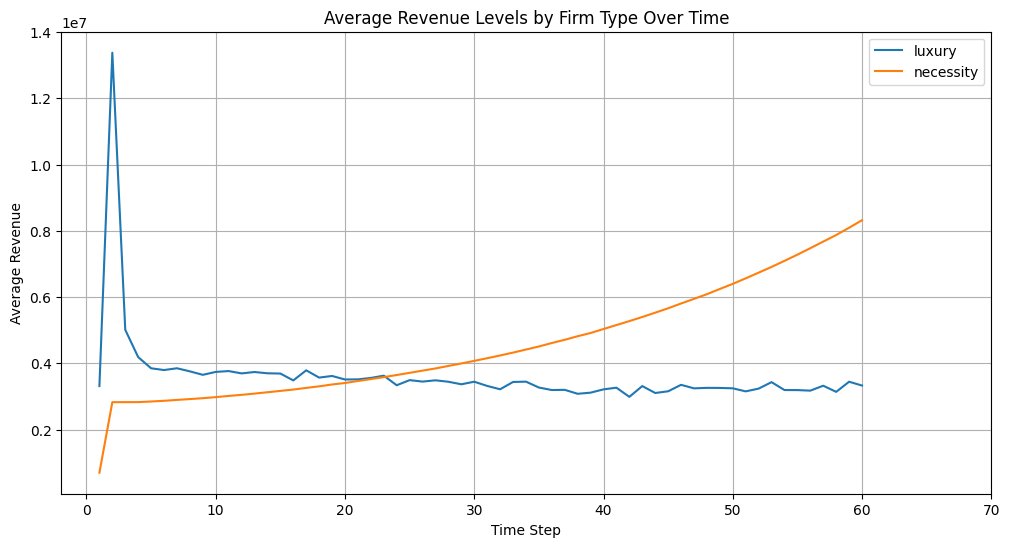 Average Revenue Levels by Firm Type Over Time
1e7
1.4
1.2
1.0
0.8
0.6
0.4
0.2
Average Revenue
luxury
necessity
0 10 20 30 40 50 60 70
Time Step